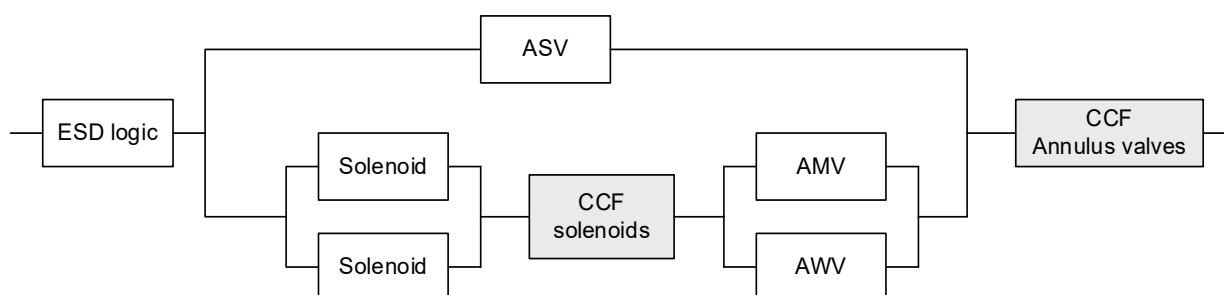 ASV
ESD logic
CCF
Annulus valves
Solenoid
AMV
CCF
solenoids
Solenoid
AWV